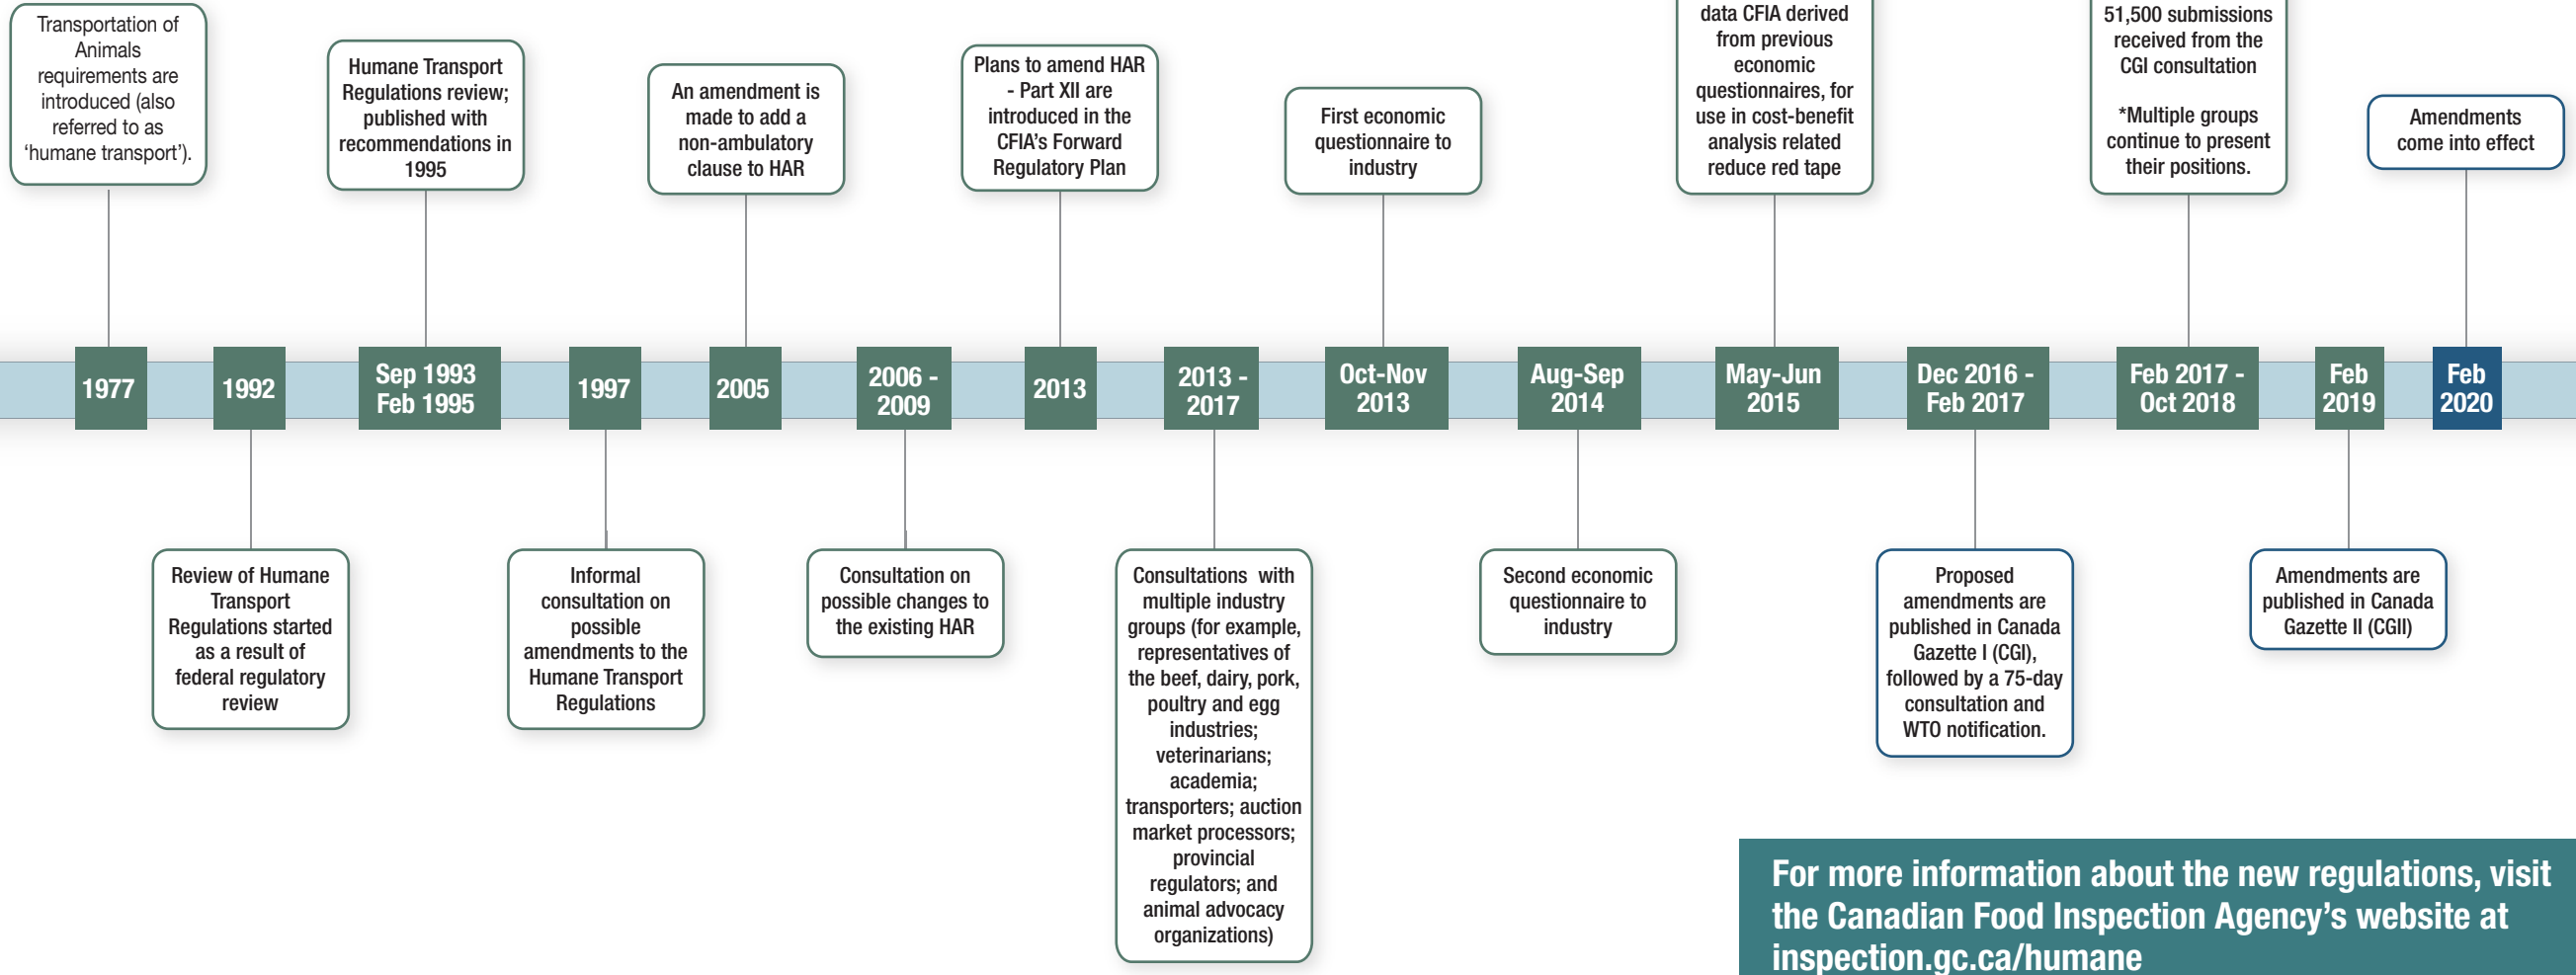 Transportation of
Animals
requirements are
introduced (also
referred to as
‘humane transport’).
Humane Transport
Regulations review;
published with
recommendations in
1995
An amendment is
made to add a
non-ambulatory
clause to HAR
Plans to amend HAR
- Part XII are
introduced in the
CFIA’s Forward
Regulatory Plan
First economic
questionnaire to
industry
data CFIA derived
from previous
economic
questionnaires, for
use in cost-benefit
analysis related
reduce red tape
51,500 submissions
received from the
CGI consultation
*Multiple groups
continue to present
their positions.
Amendments
come into effect
1977
1992
Sep 1993
Feb 1995
1997
2005
2006 -
2009
2013
2013 -
2017
Oct-Nov
2013
Aug-Sep
2014
May-Jun
2015
Dec 2016 -
Feb 2017
Feb 2017 -
Oct 2018
Feb
2019
Feb
2020
Review of Humane
Transport
Regulations started
as a result of
federal regulatory
review
Informal
consultation on
possible
amendments to the
Humane Transport
Regulations
Consultation on
possible changes to
the existing HAR
Consultations with
multiple industry
groups (for example,
representatives of
the beef, dairy, pork,
poultry and egg
industries;
veterinarians;
academia;
transporters; auction
market processors;
provincial
regulators; and
animal advocacy
organizations)
Second economic
questionnaire to
industry
Proposed
amendments are
published in Canada
Gazette I (CGI),
followed by a 75-day
consultation and
WTO notification.
Amendments are
published in Canada
Gazette II (CGII)
For more information about the new regulations, visit
the Canadian Food Inspection Agency’s website at
inspection.gc.ca/humane